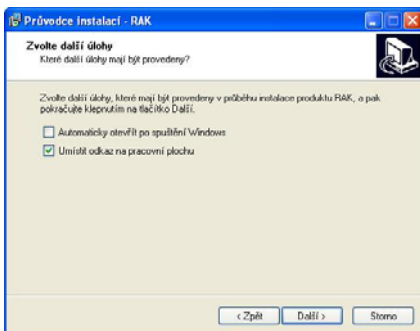 Průvodce instalací - RAK
Zvolte další úlohy
Které další úlohy mají být provedeny?
Zvolte další úlohy, které mají být provedeny v průběhu instalace produktu RAK, a pak
pokračujte klepnutím na tlačítko Další.
Automaticky otevřít po spuštění Windows
Umístit odkaz na pracovní plochu
< Zpět
Další >
Storno